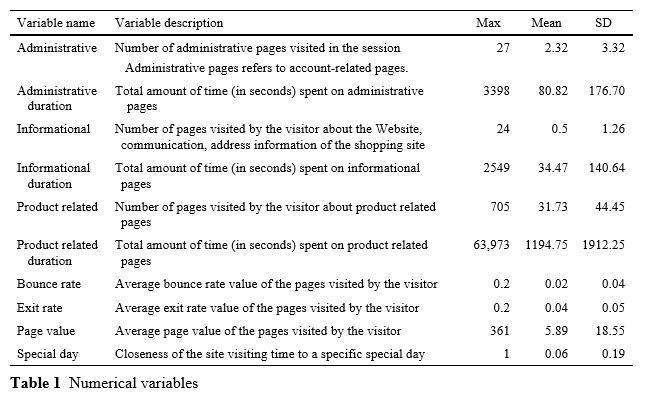 Variable name Variable description Max Mean SD
Administrative Number of administrative pages visited in the session 27 2.32 3.32
Administrative pages refers to account-related pages.
Administrative Total amount of time (in seconds) spent on administrative 3398 80.82 176.70
duration pages
Informational Number of pages visited by the visitor about the Website, 24 0.5 1.26
communication, address information of the shopping site
Informational Total amount of time (in seconds) spent on informational 2549 34.47 140.64
duration pages
Product related Number of pages visited by the visitor about product related 705 31.73 44.45
pages
Product related Total amount of time (in seconds) spent on product related 63,973 1194.75 1912.25
duration pages
Bounce rate Average bounce rate value of the pages visited by the visitor 0.2 0.02 0.04
Exit rate Average exit rate value of the pages visited by the visitor 0.2 0.04 0.05
Page value Average page value of the pages visited by the visitor 361 5.89 18.55
Special day Closeness of the site visiting time to a specific special day 1 0.06 0.19
Table 1 Numerical variables